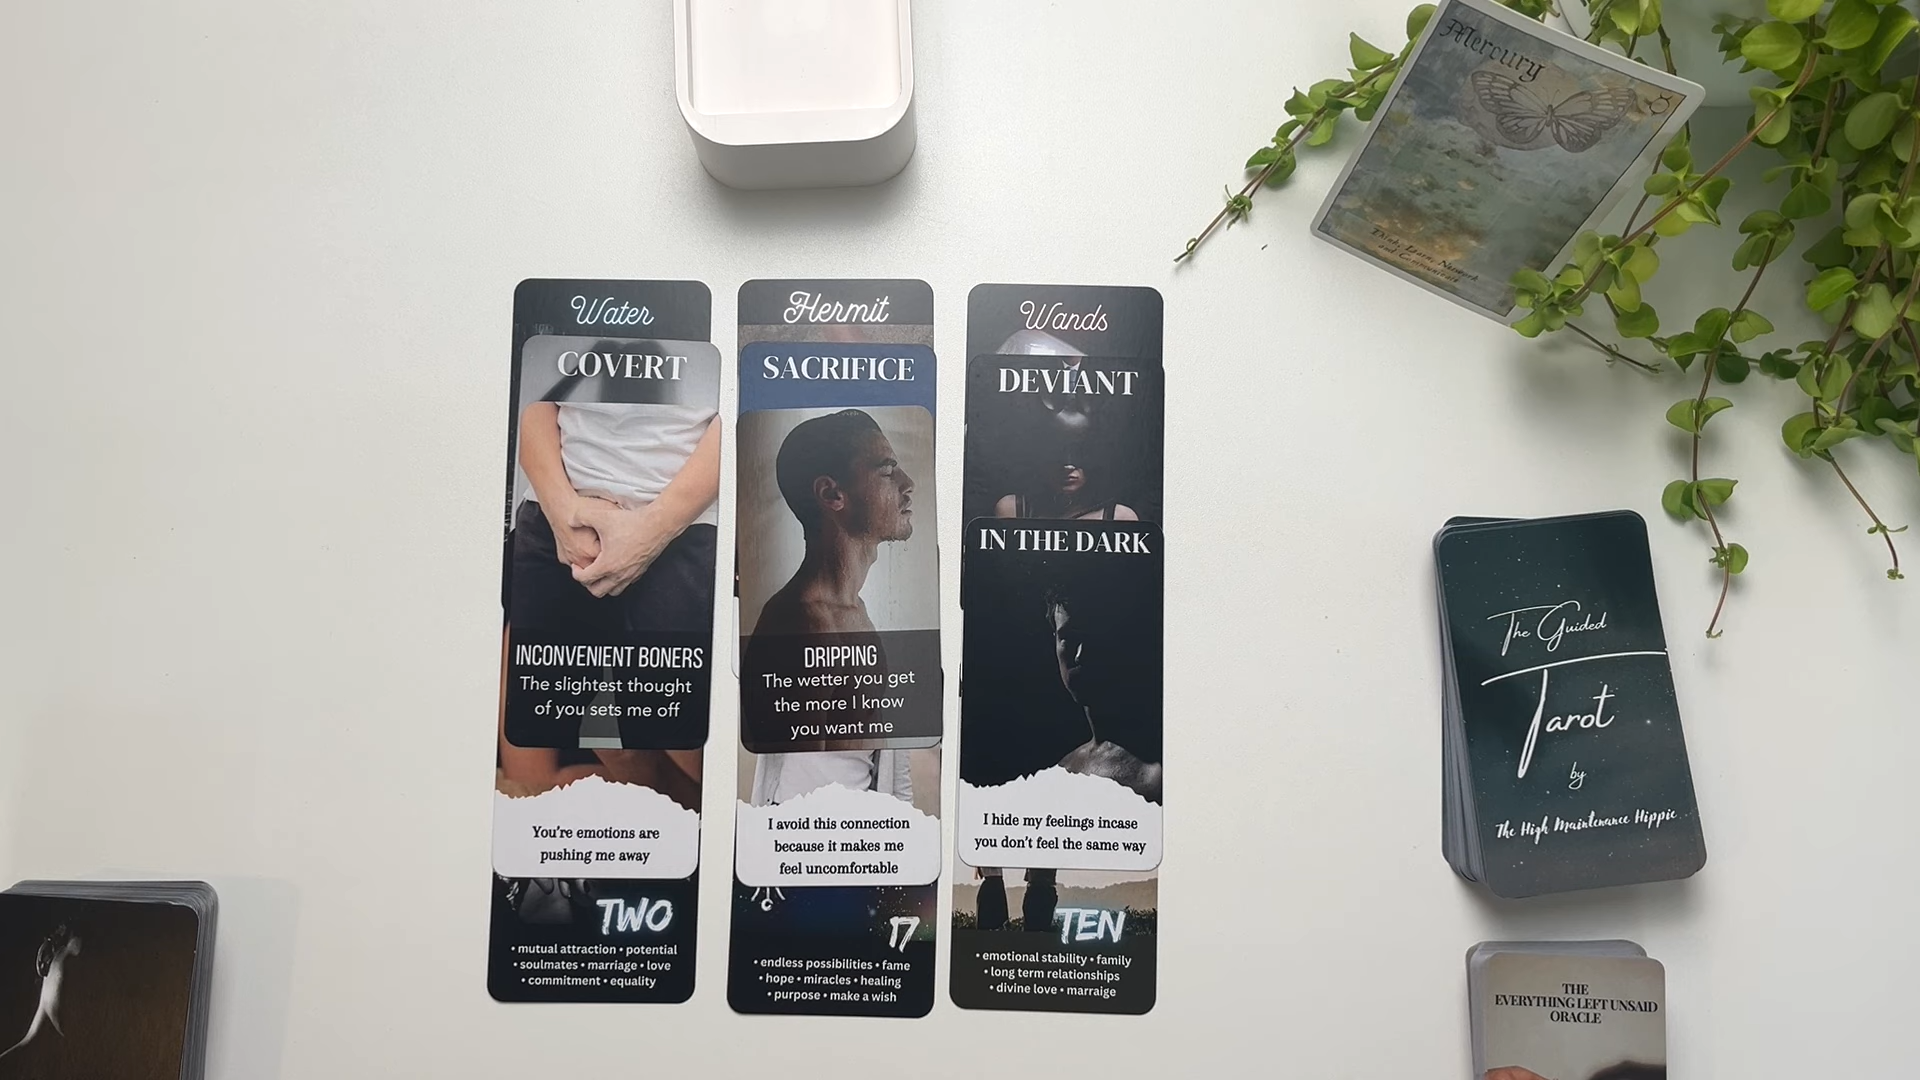 Mercury
Think, Learn, Network
and Communicate
Water
COVERT
INCONVENIENT BONERS
The slightest thought
of you sets me off
You're emotions are
pushing me away
TWO
• mutual attraction • potential
• soulmates • marriage • love
• commitment • equality
Hermit
SACRIFICE
DRIPPING
The wetter you get
the more I know
you want me
I avoid this connection
because it makes me
feel uncomfortable
17
• endless possibilities • fame
• hope • miracles • healing
• purpose • make a wish
Wands
DEVIANT
IN THE DARK
I hide my feelings incase
you don't feel the same way
TEN
• emotional stability • family
• long term relationships
• divine love • marraige
The Guided
Tarot
by
The High Maintenance Hippie
THE
EVERYTHING LEFT UNSAID
ORACLE